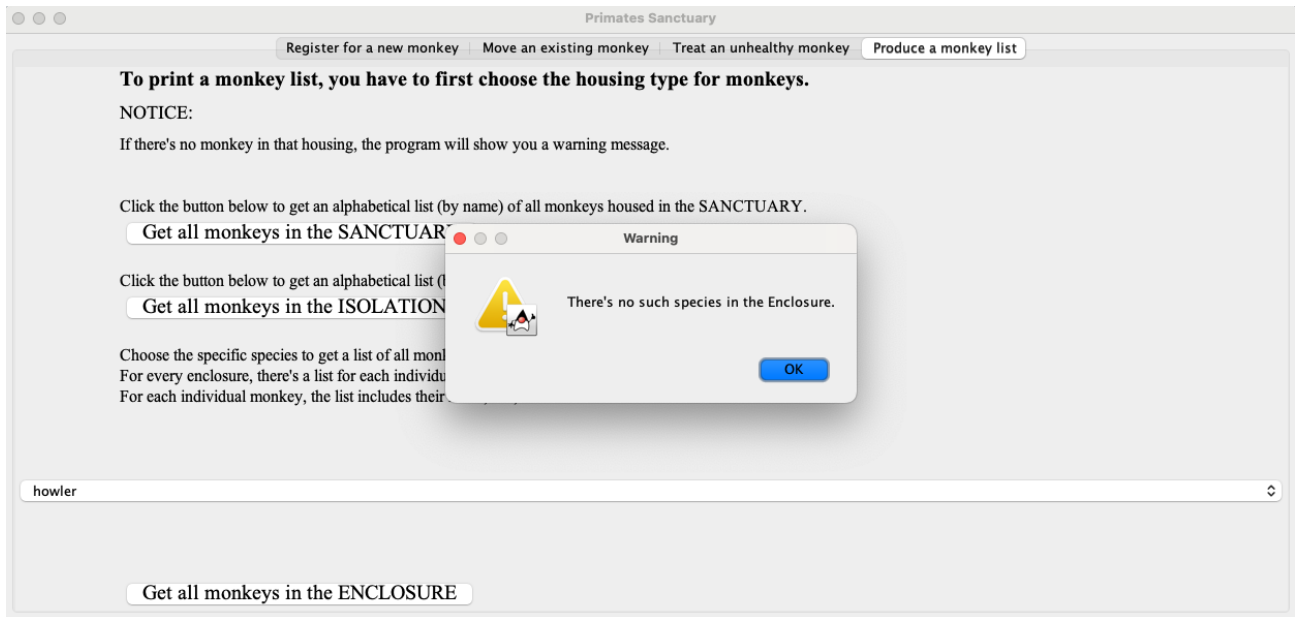 Primates Sanctuary
Register for a new monkey Move an existing monkey Treat an unhealthy monkey Produce a monkey list
To print a monkey list, you have to first choose the housing type for monkeys.
NOTICE:
If there's no monkey in that housing, the program will show you a warning message.
Click the button below to get an alphabetical list (by name) of all monkeys housed in the SANCTUARY.
Get all monkeys in the SANCTUAR
Warning
There's no such species in the Enclosure.
OK
Click the button below to get an alphabetical list (
Get all monkeys in the ISOLATION
Choose the specific species to get a list of all
For every enclosure, there's a list for each
For each individual monkey, the list includes their
howler
Get all monkeys in the ENCLOSURE